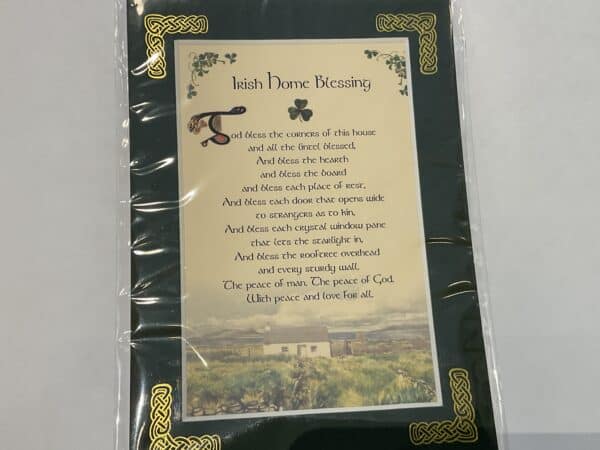 Irish Home Blessing
God bless the corners of this house
and all the lintel blessed,
And bless the hearth
and bless the board
and bless each place of rest,
And bless each door that opens wide
to strangers as to kin,
And bless each crystal window pane
that lets the starlight in,
And bless the rooftree overhead
and every sturdy wall.
The peace of man. The peace of God.
With peace and love for all.